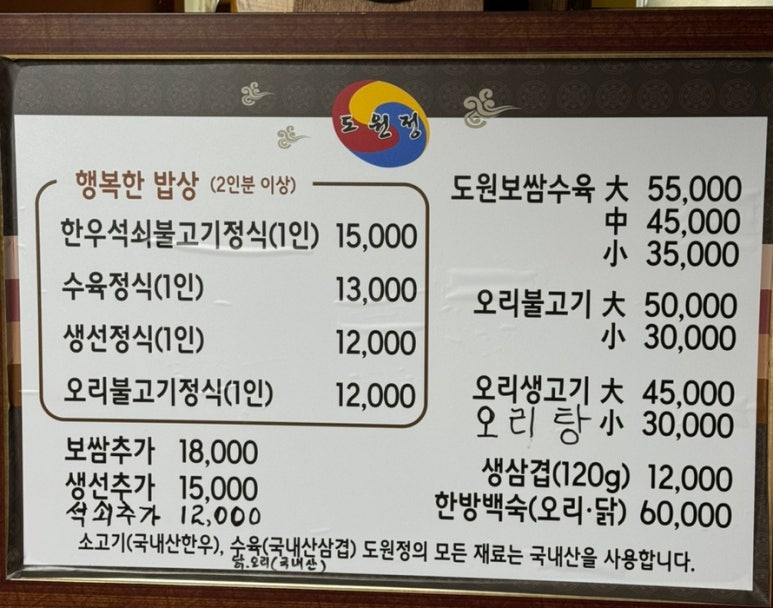 도원정
행복한 밥상 (2인분 이상)
한우석쇠불고기정식(1인) 15,000
수육정식(1인) 13,000
생선정식(1인) 12,000
오리불고기정식(1인) 12,000
보쌈추가 18,000
생선추가 15,000
석쇠추가 12,000
도원보쌈수육 大 55,000
中 45,000
小 35,000
오리불고기 大 50,000
小 30,000
오리생고기 大 45,000
오리탕 小 30,000
생삼겹(120g) 12,000
한방백숙(오리·닭) 60,000
소고기(국내산한우), 수육(국내산삼겹) 도원정의 모든 재료는 국내산을 사용합니다.
닭.오리(국내산)